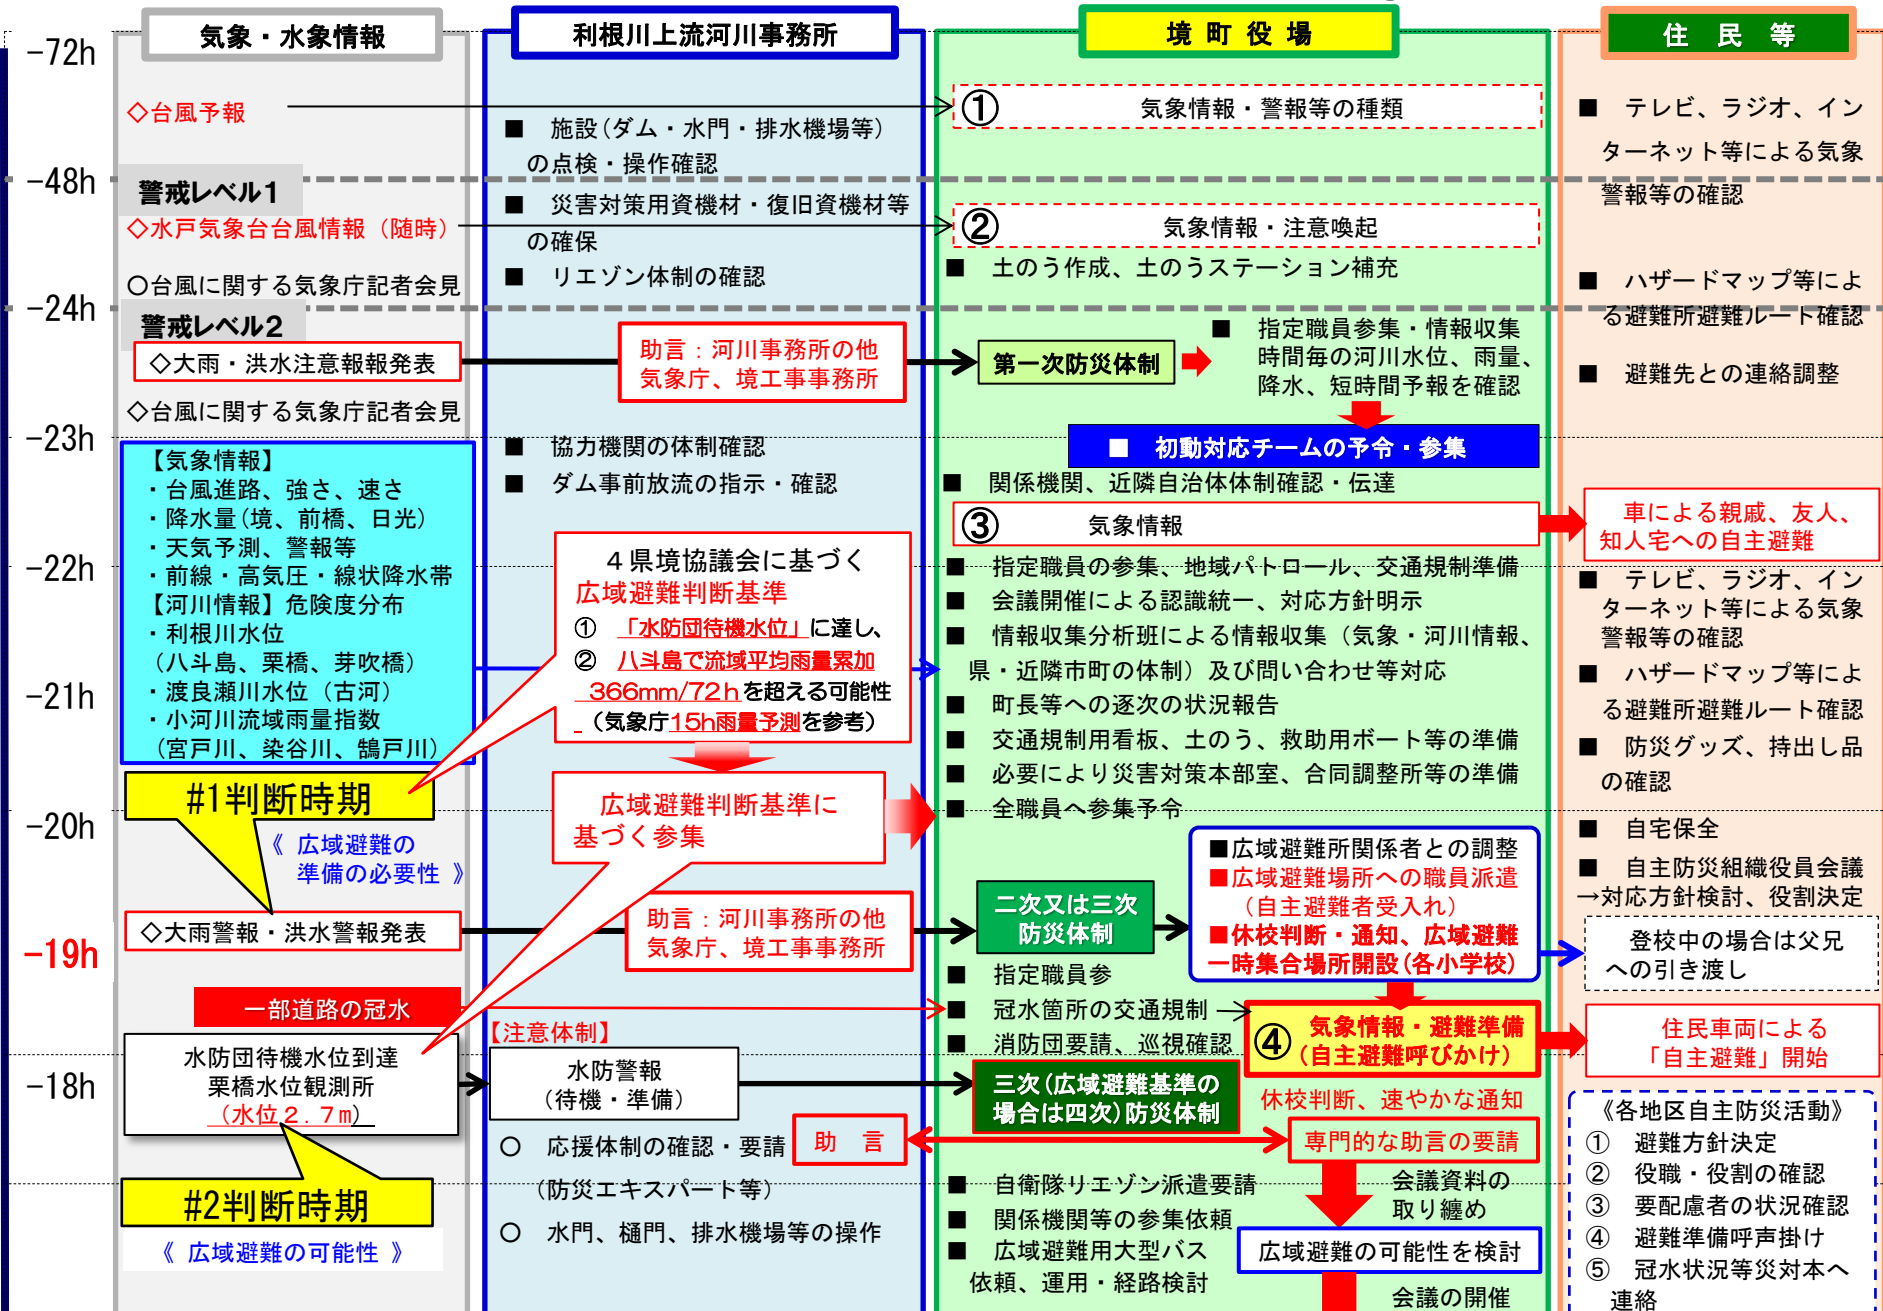 気象・水象情報
利根川上流河川事務所
境町役場
住民等
-72h
-48h
-24h
-23h
-22h
-21h
-20h
-19h
-18h
◇台風予報
警戒レベル1
◇水戸気象台台風情報（随時）
○台風に関する気象庁記者会見
警戒レベル2
◇大雨・洪水注意報報発表
◇台風に関する気象庁記者会見
【気象情報】
・台風進路、強さ、速さ
・降水量(境、前橋、日光)
・天気予測、警報等
・前線・高気圧・線状降水帯
【河川情報】危険度分布
・利根川水位
(八斗島、栗橋、芽吹橋)
・渡良瀬川水位（古河）
・小河川流域雨量指数
(宮戸川、染谷川、鵠戸川)
#1判断時期
《 広域避難の
準備の必要性 》
◇大雨警報・洪水警報発表
一部道路の冠水
水防団待機水位到達
栗橋水位観測所
(水位2.7m)
#2判断時期
《 広域避難の可能性 》
■ 施設(ダム・水門・排水機場等)
の点検・操作確認
■ 災害対策用資機材・復旧資機材等
の確保
■ リエゾン体制の確認
助言：河川事務所の他
気象庁、境工事事務所
■ 協力機関の体制確認
■ ダム事前放流の指示・確認
４県境協議会に基づく
広域避難判断基準
① 「水防団待機水位」に達し、
② 八斗島で流域平均雨量累加
366mm/72hを超える可能性
（気象庁15h雨量予測を参考）
広域避難判断基準に
基づく参集
助言：河川事務所の他
気象庁、境工事事務所
【注意体制】
水防警報
(待機・準備)
○ 応援体制の確認・要請
(防災エキスパート等)
○ 水門、樋門、排水機場等の操作
助 言
① 気象情報・警報等の種類
② 気象情報・注意喚起
■ 土のう作成、土のうステーション補充
第一次防災体制
■ 指定職員参集・情報収集
時間毎の河川水位、雨量、
降水、短時間予報を確認
■ 初動対応チームの予令・参集
■ 関係機関、近隣自治体体制確認・伝達
③ 気象情報
■ 指定職員の参集、地域パトロール、交通規制準備
■ 会議開催による認識統一、対応方針明示
■ 情報収集分析班による情報収集（気象・河川情報、
県・近隣市町の体制）及び問い合わせ等対応
■ 町長等への逐次の状況報告
■ 交通規制用看板、土のう、救助用ボート等の準備
■ 必要により災害対策本部室、合同調整所等の準備
■ 全職員へ参集予令
二次又は三次
防災体制
■広域避難所関係者との調整
■広域避難場所への職員派遣
（自主避難者受入れ）
■休校判断・通知、広域避難
一時集合場所開設(各小学校)
■ 指定職員参
■ 冠水箇所の交通規制
■ 消防団要請、巡視確認
④ 気象情報・避難準備
(自主避難呼びかけ)
三次(広域避難基準の
場合は四次)防災体制
休校判断、速やかな通知
専門的な助言の要請
会議資料の
取り纏め
■ 自衛隊リエゾン派遣要請
■ 関係機関等の参集依頼
■ 広域避難用大型バス
依頼、運用・経路検討
広域避難の可能性を検討
会議の開催
■ テレビ、ラジオ、イン
ターネット等による気象
警報等の確認
■ ハザードマップ等によ
る避難所避難ルート確認
■ 避難先との連絡調整
車による親戚、友人、
知人宅への自主避難
■ テレビ、ラジオ、イン
ターネット等による気象
警報等の確認
■ ハザードマップ等によ
る避難所避難ルート確認
■ 防災グッズ、持出し品
の確認
■ 自宅保全
■ 自主防災組織役員会議
→対応方針検討、役割決定
登校中の場合は父兄
への引き渡し
住民車両による
「自主避難」開始
《各地区自主防災活動》
① 避難方針決定
② 役職・役割の確認
③ 要配慮者の状況確認
④ 避難準備呼声掛け
⑤ 冠水状況等災対本へ
連絡